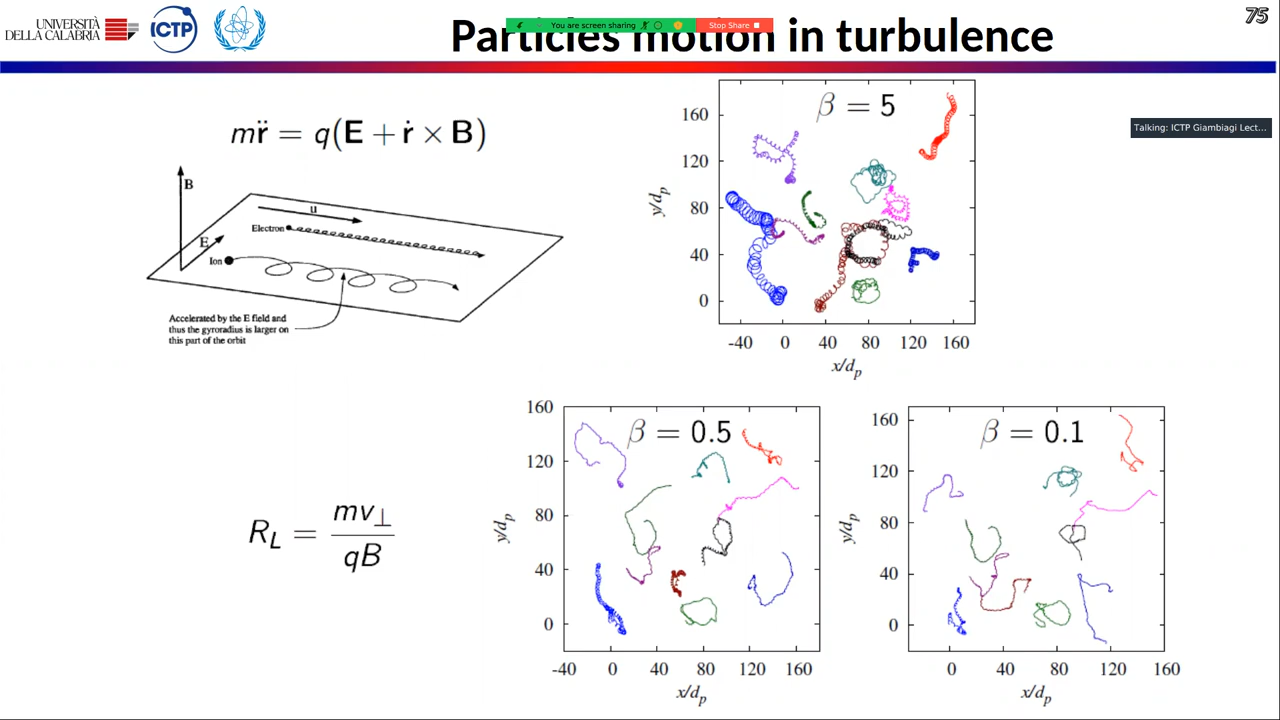 UNIVERSITÀ
DELLA CALABRIA
ICTP
Particles motion in turbulence
You are screen sharing
Stop Share
75
Talking: ICTP Giambiagi Lect...
mr̈ = q(E + ṙ × B)
B
u
Electron
E
Ion
Accelerated by the E field and
thus the gyroradius is larger on
this part of the orbit
β = 5
160
120
80
40
0
y/d_p
-40 0 40 80 120 160
x/d_p
R_L = mv_⊥ / qB
β = 0.5
160
120
80
40
0
y/d_p
-40 0 40 80 120 160
x/d_p
β = 0.1
160
120
80
40
0
y/d_p
0 40 80 120 160
x/d_p